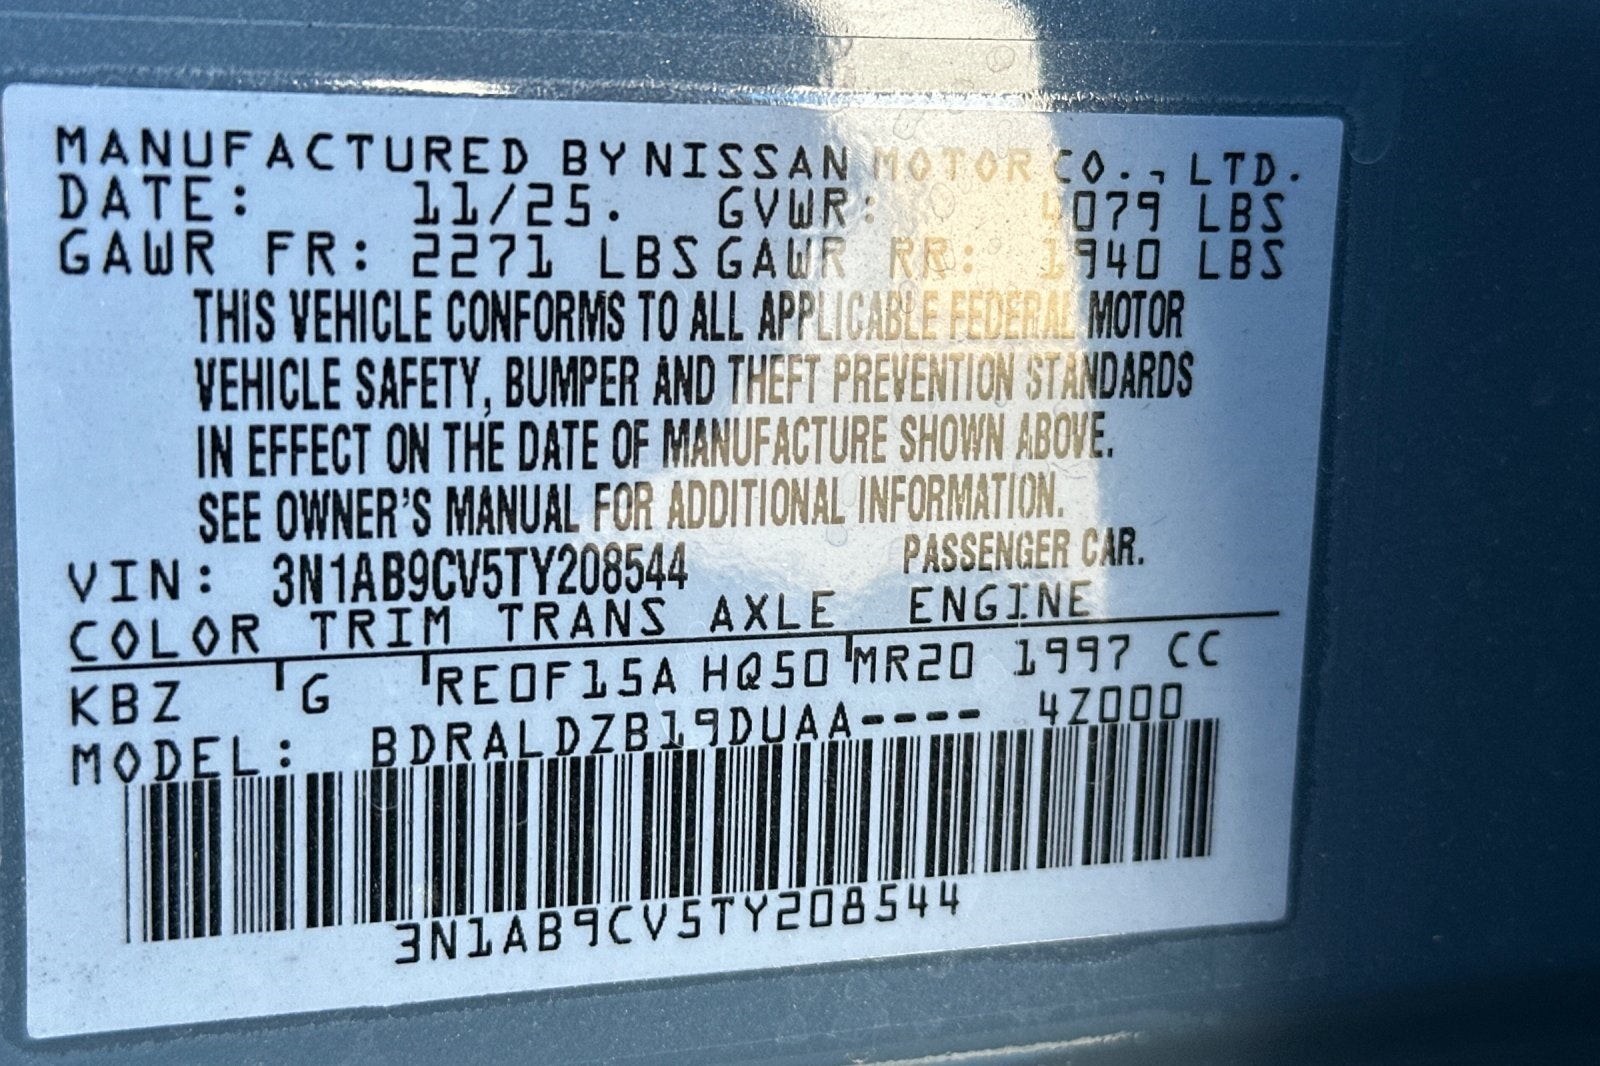 MANUFACTURED BY NISSAN MOTOR CO., LTD.
DATE: 11/25. GVWR: 4079 LBS
GAWR FR: 2271 LBS GAWR RR: 1940 LBS
THIS VEHICLE CONFORMS TO ALL APPLICABLE FEDERAL MOTOR
VEHICLE SAFETY, BUMPER AND THEFT PREVENTION STANDARDS
IN EFFECT ON THE DATE OF MANUFACTURE SHOWN ABOVE.
SEE OWNER'S MANUAL FOR ADDITIONAL INFORMATION.
VIN: 3N1AB9CV5TY208544 PASSENGER CAR.
COLOR TRIM TRANS AXLE ENGINE
KBZ G RE0F15A HQ50 MR20 1997 CC
MODEL: BDRALDZB19DUAA---- 4Z000
3N1AB9CV5TY208544